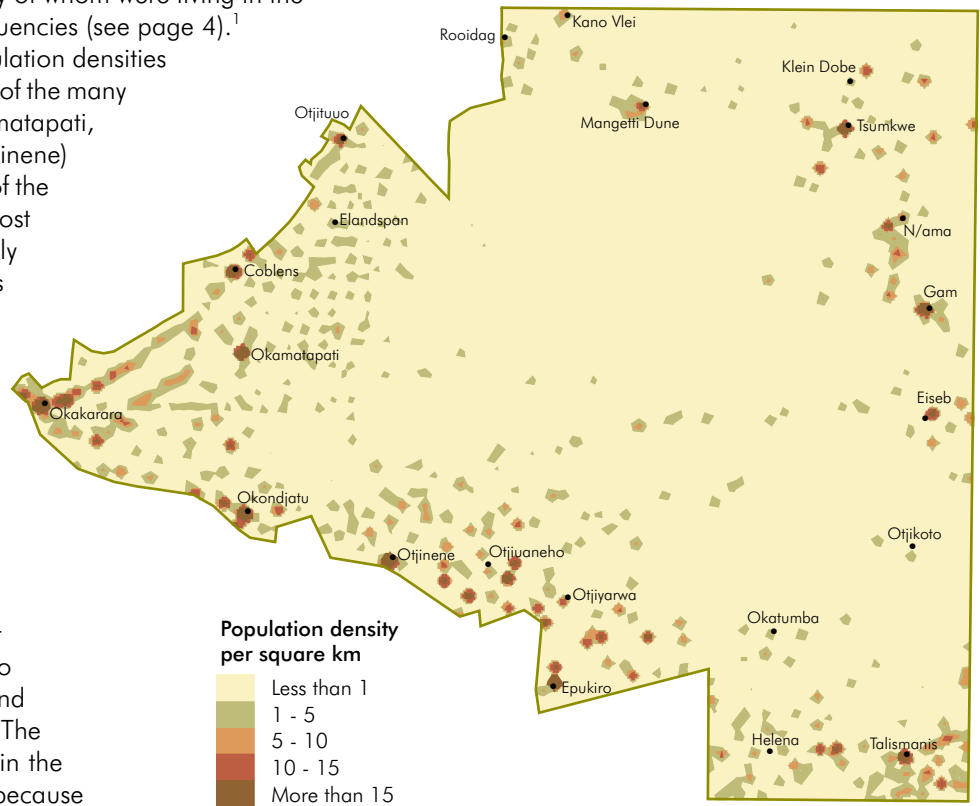 y of whom were living in the
uencies (see page 4).1
ulation densities
of the many
matapati,
inene)
of the
ost
ly
s
o
nd
The
in the
because
Kano Vlei
Rooidag
Klein Dobe
Mangetti Dune
Tsumkwe
Otjituuo
Elandspan
N/ama
Coblens
Gam
Okamatapati
Okakarara
Eiseb
Okondjatu
Otjikoto
Otjinene
Otjiuaneho
Otjiyarwa
Okatumba
Epukiro
Helena
Talismanis
Population density
per square km
Less than 1
1 - 5
5 - 10
10 - 15
More than 15